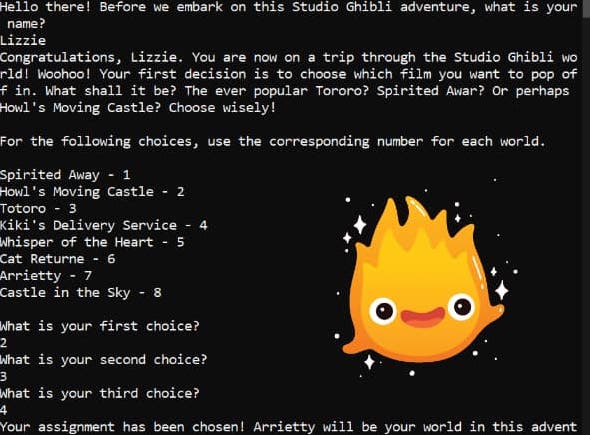 Hello there! Before we embark on this Studio Ghibli adventure, what is your
name?
Lizzie
Congratulations, Lizzie. You are now on a trip through the Studio Ghibli wo
rld! Woohoo! Your first decision is to choose which film you want to pop of
f in. What shall it be? The ever popular Tororo? Spirited Awar? Or perhaps
Howl's Moving Castle? Choose wisely!
For the following choices, use the corresponding number for each world.
Spirited Away - 1
Howl's Moving Castle - 2
Totoro - 3
Kiki's Delivery Service - 4
Whisper of the Heart - 5
Cat Returne - 6
Arrietty - 7
Castle in the Sky - 8
What is your first choice?
2
What is your second choice?
3
What is your third choice?
4
Your assignment has been chosen! Arrietty will be your world in this advent